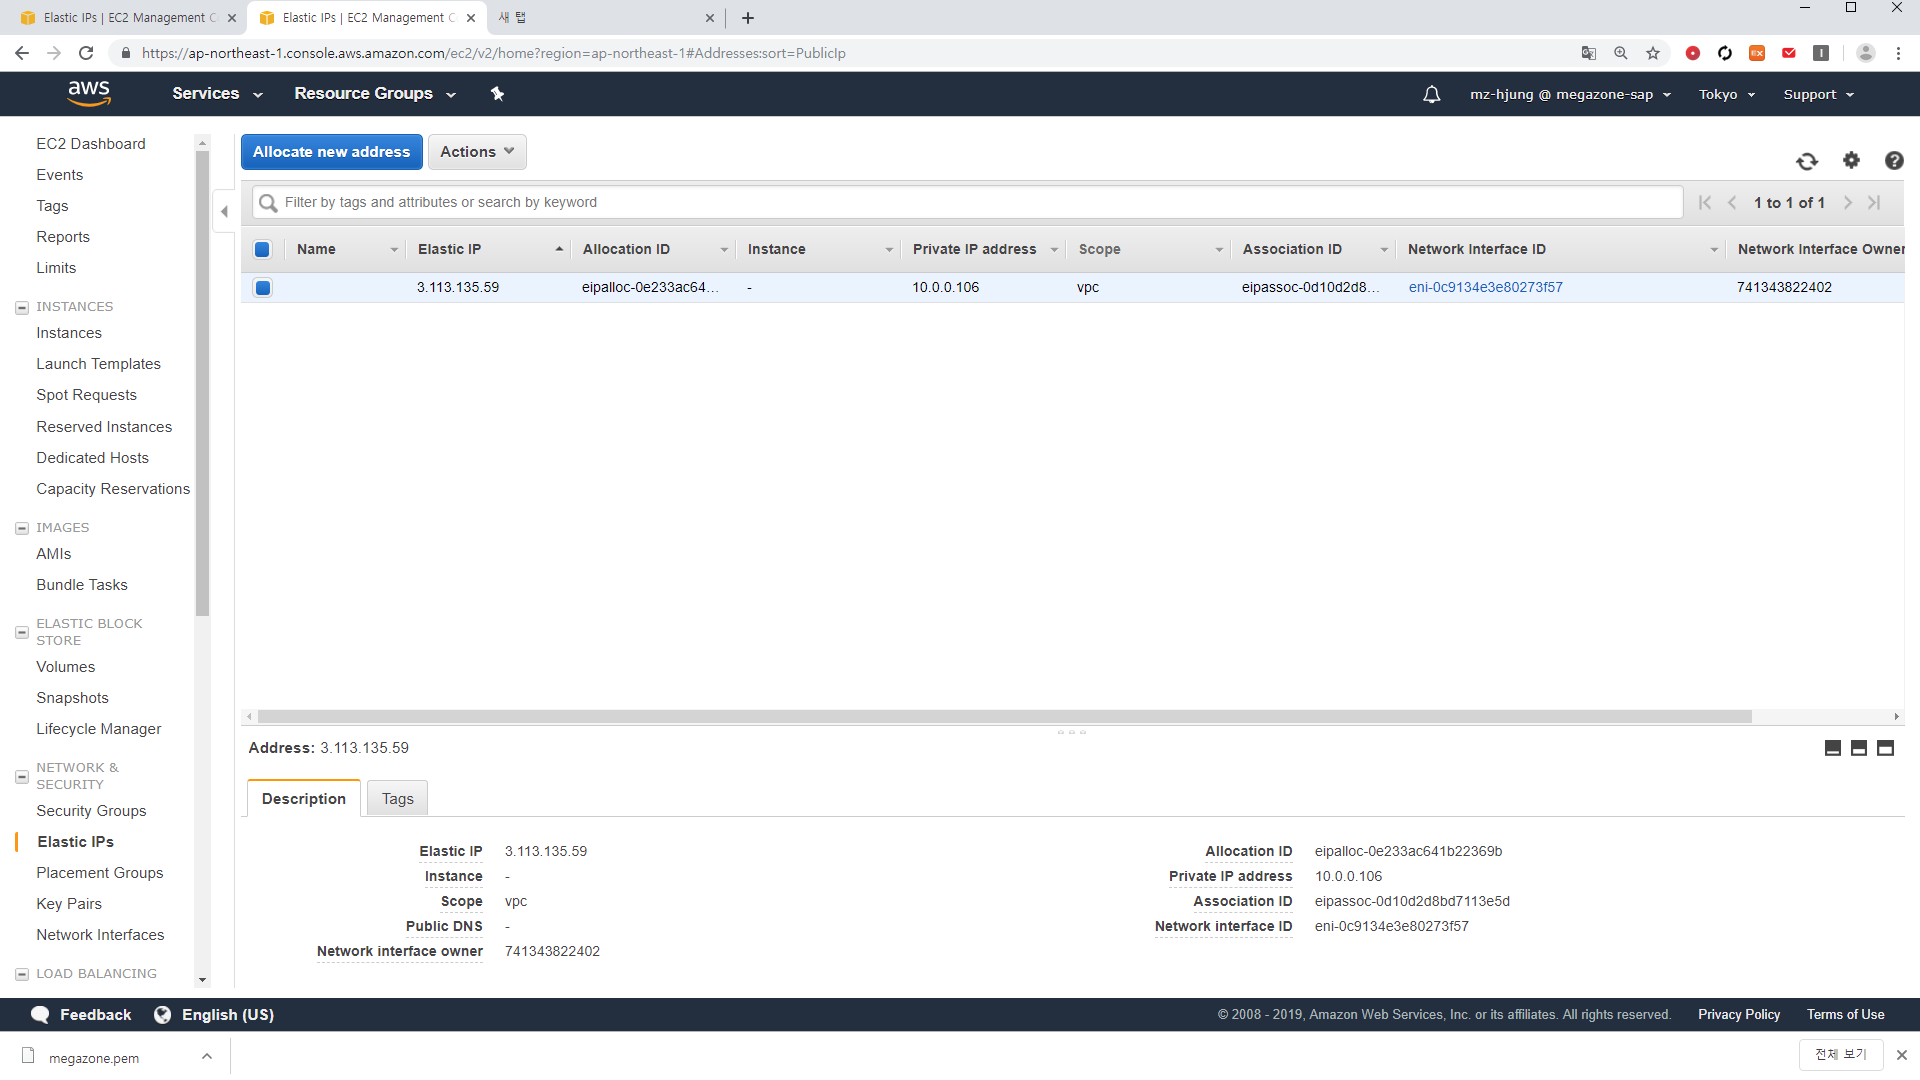 Elastic IPs | EC2 Management C
Elastic IPs | EC2 Management C
새 탭
https://ap-northeast-1.console.aws.amazon.com/ec2/v2/home?region=ap-northeast-1#Addresses:sort=PublicIp
aws
Services
Resource Groups
mz-hjung @ megazone-sap
Tokyo
Support
EC2 Dashboard
Events
Tags
Reports
Limits
INSTANCES
Instances
Launch Templates
Spot Requests
Reserved Instances
Dedicated Hosts
Capacity Reservations
IMAGES
AMIs
Bundle Tasks
ELASTIC BLOCK
STORE
Volumes
Snapshots
Lifecycle Manager
NETWORK &
SECURITY
Security Groups
Elastic IPs
Placement Groups
Key Pairs
Network Interfaces
LOAD BALANCING
Allocate new address
Actions
Filter by tags and attributes or search by keyword
1 to 1 of 1
Name Elastic IP Allocation ID Instance Private IP address Scope Association ID Network Interface ID Network Interface Owner
3.113.135.59 eipalloc-0e233ac64... - 10.0.0.106 vpc eipassoc-0d10d2d8... eni-0c9134e3e80273f57 741343822402
Address: 3.113.135.59
Description
Tags
Elastic IP 3.113.135.59
Instance -
Scope vpc
Public DNS -
Network interface owner 741343822402
Allocation ID eipalloc-0e233ac641b22369b
Private IP address 10.0.0.106
Association ID eipassoc-0d10d2d8bd7113e5d
Network interface ID eni-0c9134e3e80273f57
Feedback
English (US)
© 2008 - 2019, Amazon Web Services, Inc. or its affiliates. All rights reserved.
Privacy Policy
Terms of Use
megazone.pem
전체 보기